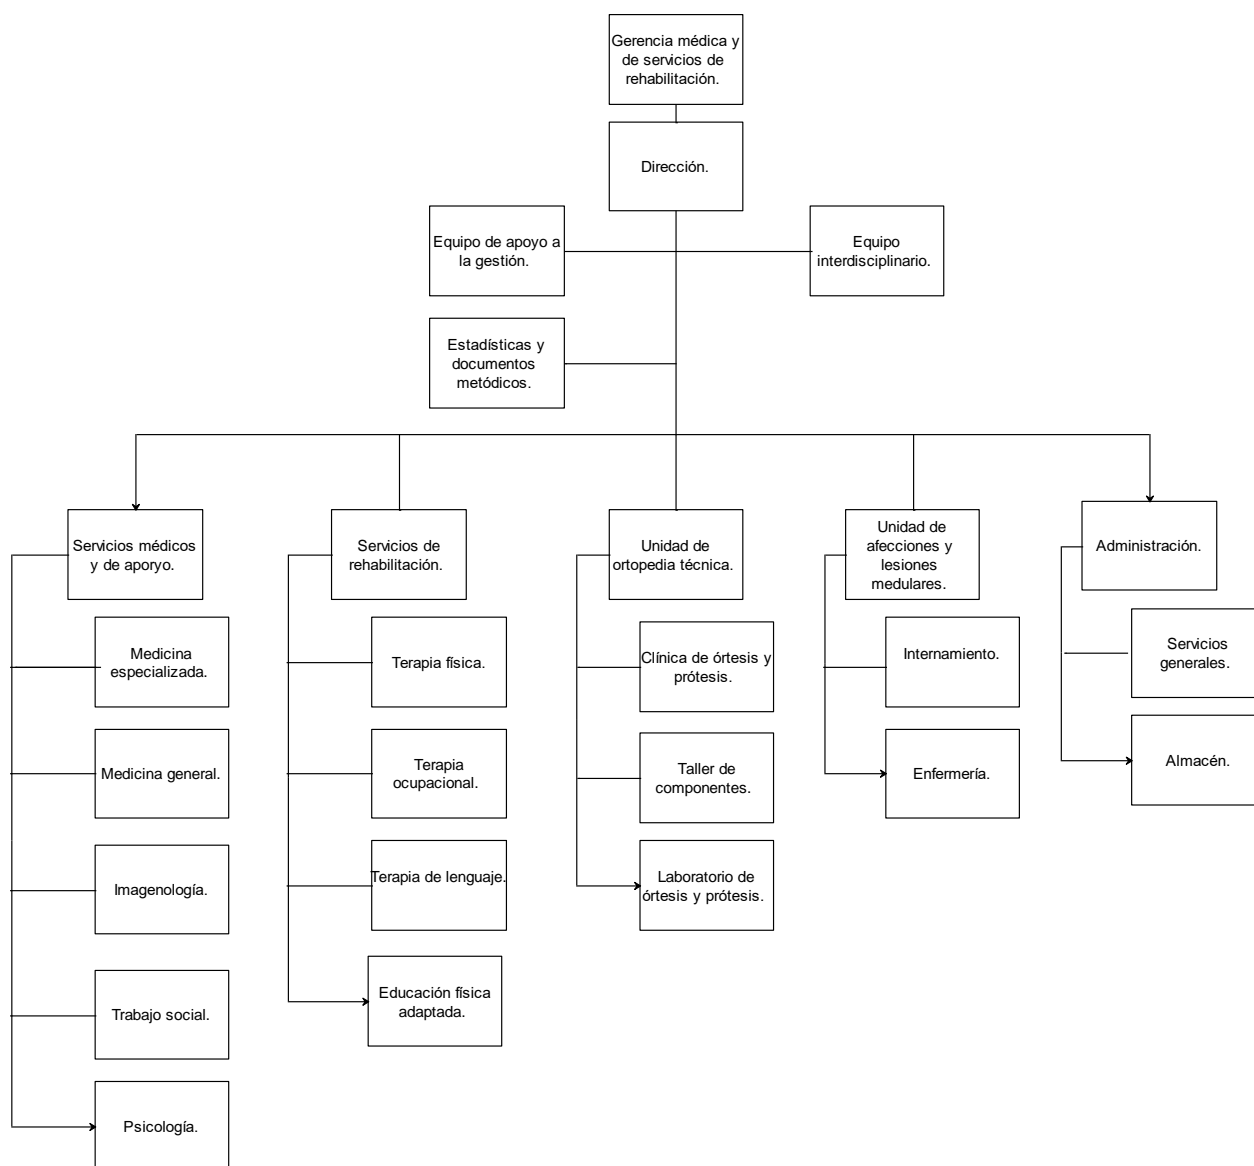 Gerencia médica y
de servicios de
rehabilitación.
Dirección.
Equipo de apoyo a
la gestión.
Equipo
interdisciplinario.
Estadísticas y
documentos
metódicos.
Servicios médicos
y de aporyo.
Servicios de
rehabilitación.
Unidad de
ortopedia técnica.
Unidad de
afecciones y
lesiones
medulares.
Administración.
Medicina
especializada.
Medicina general.
Imagenología.
Trabajo social.
Psicología.
Terapia física.
Terapia
ocupacional.
Terapia de lenguaje.
Educación física
adaptada.
Clínica de órtesis y
prótesis.
Taller de
componentes.
Laboratorio de
órtesis y prótesis.
Internamiento.
Enfermería.
Servicios
generales.
Almacén.